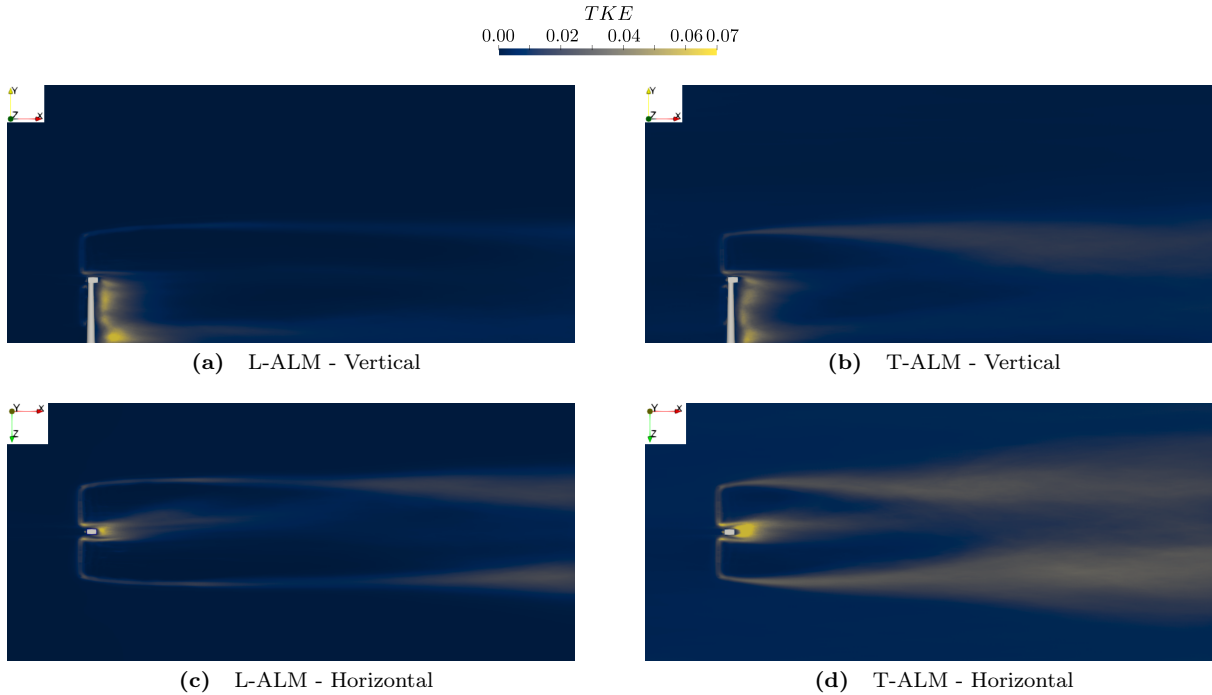 TKE
0.00 0.02 0.04 0.06 0.07
Y
Z X
Y
Z X
(a) L-ALM - Vertical
(b) T-ALM - Vertical
Y X
Z
Y X
Z
(c) L-ALM - Horizontal
(d) T-ALM - Horizontal